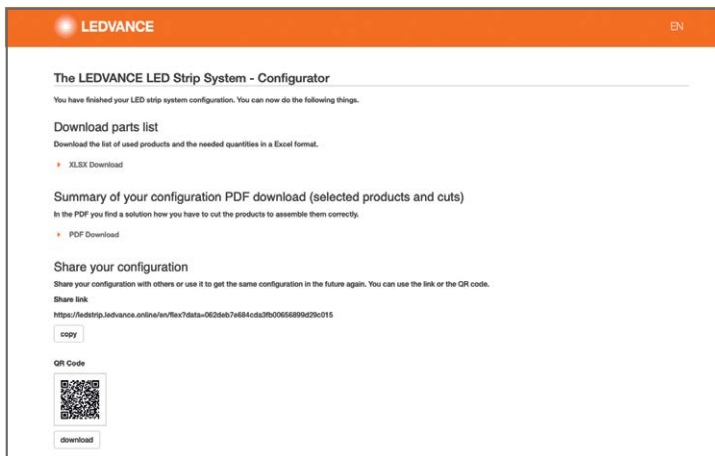 LEDVANCE
EN
The LEDVANCE LED Strip System - Configurator
You have finished your LED strip system configuration. You can now do the following things.
Download parts list
Download the list of used products and the needed quantities in a Excel format.
XLSX Download
Summary of your configuration PDF download (selected products and cuts)
In the PDF you find a solution how you have to cut the products to assemble them correctly.
PDF Download
Share your configuration
Share your configuration with others or use it to get the same configuration in the future again. You can use the link or the QR code.
Share link
https://ledstrip.ledvance.online/en/flex?data=062deb7e684cda3fb00656899d29c015
copy
QR Code
download